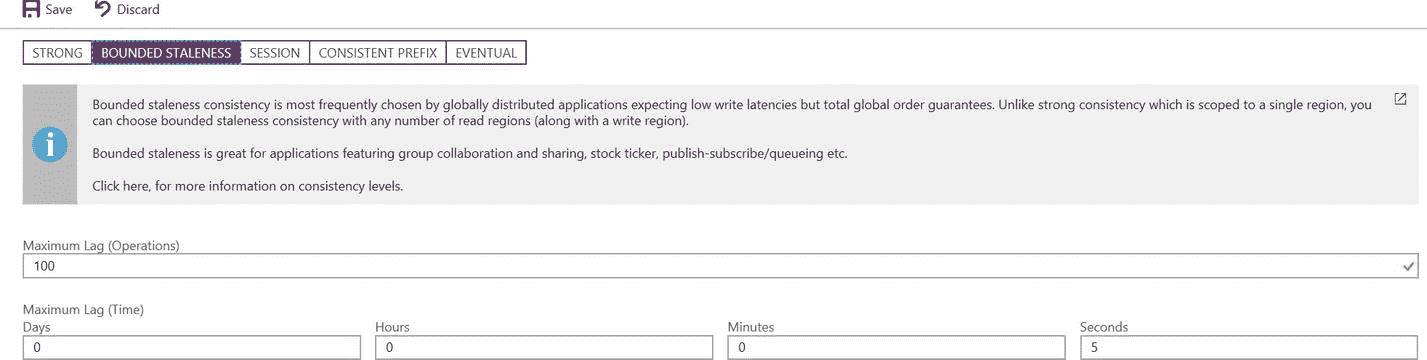 Save Discard
STRONG BOUNDED STALENESS SESSION CONSISTENT PREFIX EVENTUAL
Bounded staleness consistency is most frequently chosen by globally distributed applications expecting low write latencies but total global order guarantees. Unlike strong consistency which is scoped to a single region, you
can choose bounded staleness consistency with any number of read regions (along with a write region).
Bounded staleness is great for applications featuring group collaboration and sharing, stock ticker, publish-subscribe/queueing etc.
Click here, for more information on consistency levels.
Maximum Lag (Operations)
100
Maximum Lag (Time)
Days Hours Minutes Seconds
0 0 0 5